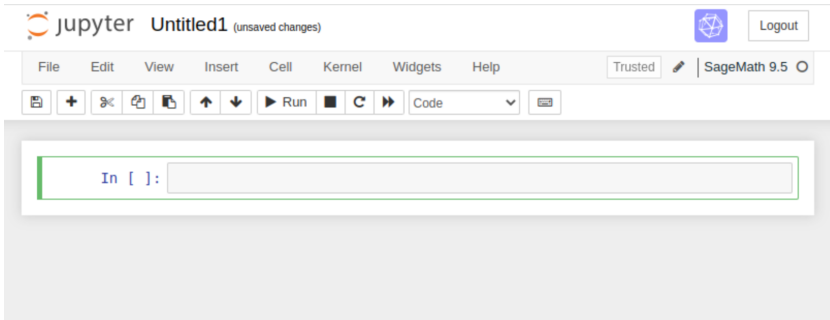 jupyter Untitled1 (unsaved changes) Logout
File Edit View Insert Cell Kernel Widgets Help Trusted SageMath 9.5
Run Code
In [ ]: